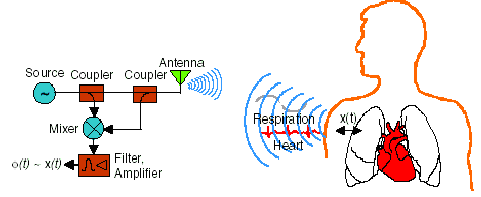 Antenna
Source
Coupler
Coupler
Mixer
Filter,
Amplifier
o(t) ~ x(t)
Respiration
Heart
x(t)